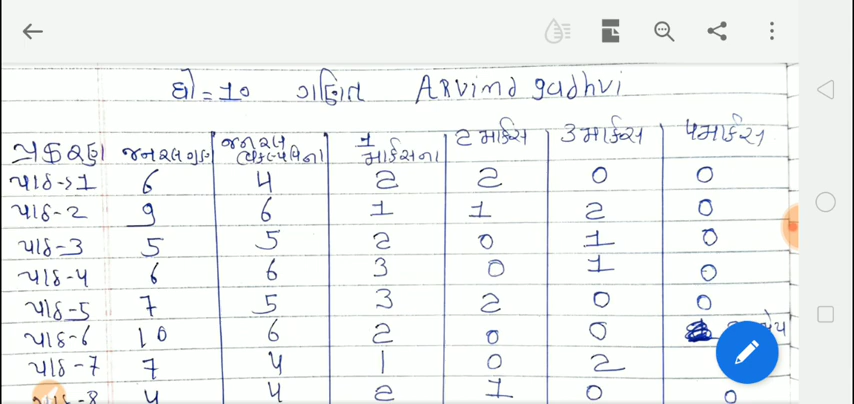 ધો = 10 ગણિત Arvind gadhvi
પ્રકરણ જનરલ ગુણ જનરલ વિકલ્પ વિના 1 માર્કસના 2 માર્કસ 3 માર્કસ ૫માર્કસ
પાઠ-> 1 6 4 2 2 0 0
પાઠ-2 9 6 1 1 2 0
પાઠ-3 5 5 2 0 1 0
પાઠ-4 6 6 3 0 1 0
પાઠ-5 7 5 3 2 0 0
પાઠ-6 10 6 2 0 0
પાઠ-7 7 4 1 0 2
પાઠ-8 4 4 2 1 0 0